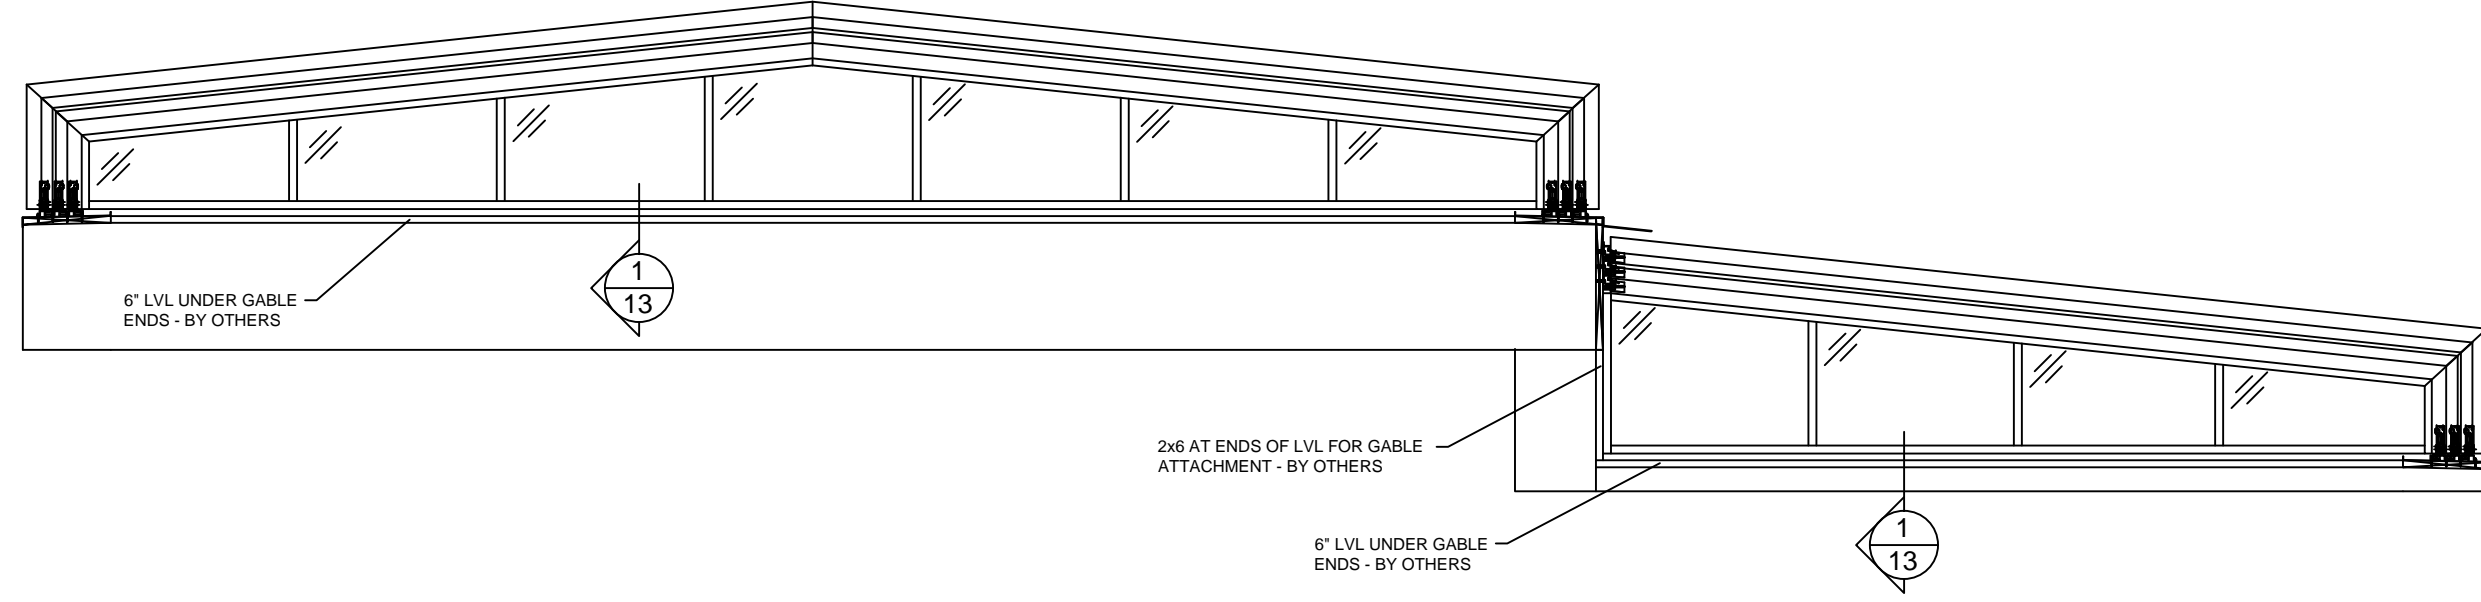 6" LVL UNDER GABLE
ENDS - BY OTHERS
1
13
2x6 AT ENDS OF LVL FOR GABLE
ATTACHMENT - BY OTHERS
6" LVL UNDER GABLE
ENDS - BY OTHERS
1
13